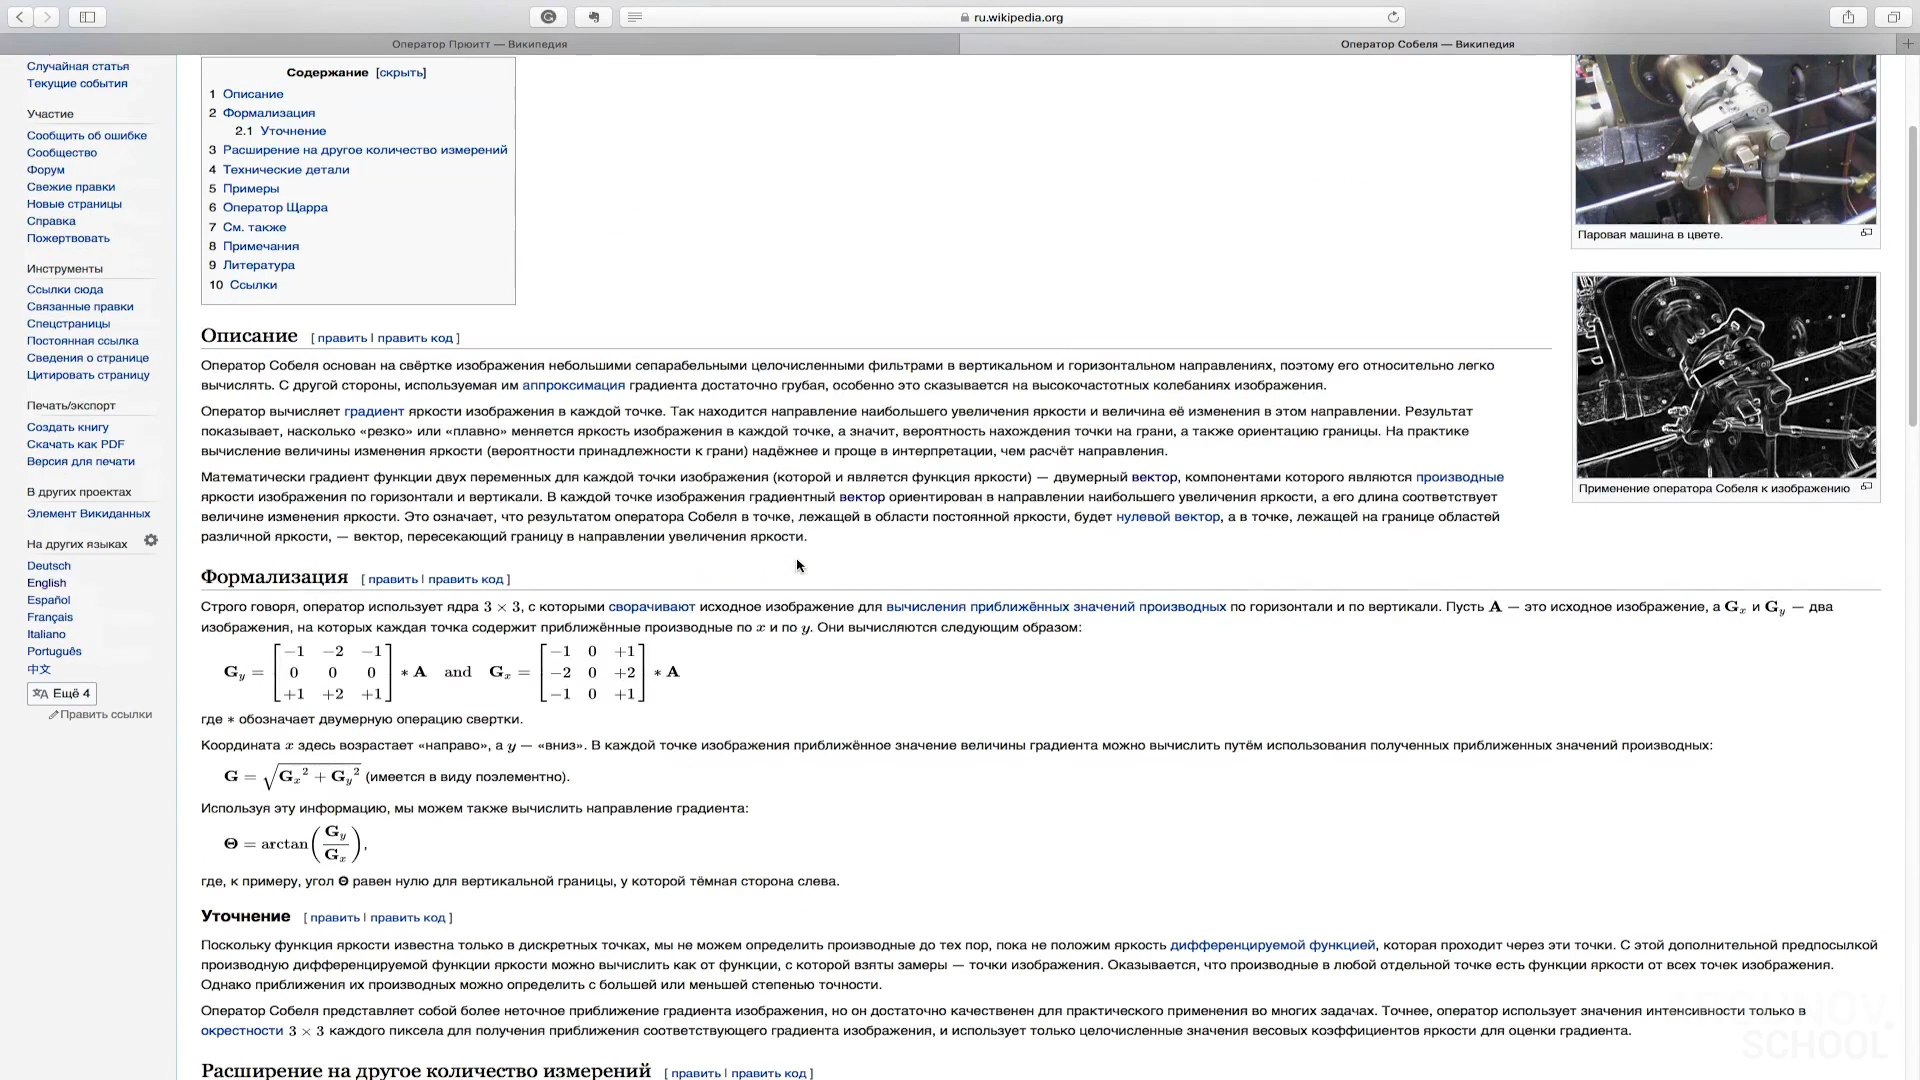 ru.wikipedia.org
Оператор Прюитт — Википедия
Оператор Собеля — Википедия
Случайная статья
Текущие события
Участие
Сообщить об ошибке
Сообщество
Форум
Свежие правки
Новые страницы
Справка
Пожертвовать
Инструменты
Ссылки сюда
Связанные правки
Спецстраницы
Постоянная ссылка
Сведения о странице
Цитировать страницу
Печать/экспорт
Создать книгу
Скачать как PDF
Версия для печати
В других проектах
Элемент Викиданных
На других языках
Deutsch
English
Español
Français
Italiano
Português
中文
Ещё 4
Править ссылки
Содержание [скрыть]
1 Описание
2 Формализация
2.1 Уточнение
3 Расширение на другое количество измерений
4 Технические детали
5 Примеры
6 Оператор Щарра
7 См. также
8 Примечания
9 Литература
10 Ссылки
Паровая машина в цвете.
Применение оператора Собеля к изображению
Описание [ править | править код ]
Оператор Собеля основан на свёртке изображения небольшими сепарабельными целочисленными фильтрами в вертикальном и горизонтальном направлениях, поэтому его относительно легко
вычислять. С другой стороны, используемая им аппроксимация градиента достаточно грубая, особенно это сказывается на высокочастотных колебаниях изображения.
Оператор вычисляет градиент яркости изображения в каждой точке. Так находится направление наибольшего увеличения яркости и величина её изменения в этом направлении. Результат
показывает, насколько «резко» или «плавно» меняется яркость изображения в каждой точке, а значит, вероятность нахождения точки на грани, а также ориентацию границы. На практике
вычисление величины изменения яркости (вероятности принадлежности к грани) надёжнее и проще в интерпретации, чем расчёт направления.
Математически градиент функции двух переменных для каждой точки изображения (которой и является функция яркости) — двумерный вектор, компонентами которого являются производные
яркости изображения по горизонтали и вертикали. В каждой точке изображения градиентный вектор ориентирован в направлении наибольшего увеличения яркости, а его длина соответствует
величине изменения яркости. Это означает, что результатом оператора Собеля в точке, лежащей в области постоянной яркости, будет нулевой вектор, а в точке, лежащей на границе областей
различной яркости, — вектор, пересекающий границу в направлении увеличения яркости.
Формализация [ править | править код ]
Строго говоря, оператор использует ядра 3 × 3, с которыми сворачивают исходное изображение для вычисления приближённых значений производных по горизонтали и по вертикали. Пусть A — это исходное изображение, а Gx и Gy — два
изображения, на которых каждая точка содержит приближённые производные по x и по y. Они вычисляются следующим образом:
−1 −2 −1 −1 0 +1
Gy = 0 0 0 * A and Gx = −2 0 +2 * A
+1 +2 +1 −1 0 +1
где * обозначает двумерную операцию свертки.
Координата x здесь возрастает «направо», а y — «вниз». В каждой точке изображения приближённое значение величины градиента можно вычислить путём использования полученных приближенных значений производных:
G = √Gx² + Gy² (имеется в виду поэлементно).
Используя эту информацию, мы можем также вычислить направление градиента:
Θ = arctan(Gy/Gx),
где, к примеру, угол Θ равен нулю для вертикальной границы, у которой тёмная сторона слева.
Уточнение [ править | править код ]
Поскольку функция яркости известна только в дискретных точках, мы не можем определить производные до тех пор, пока не положим яркость дифференцируемой функцией, которая проходит через эти точки. С этой дополнительной предпосылкой
производную дифференцируемой функции яркости можно вычислить как от функции, с которой взяты замеры — точки изображения. Оказывается, что производные в любой отдельной точке есть функции яркости от всех точек изображения.
Однако приближения их производных можно определить с большей или меньшей степенью точности.
Оператор Собеля представляет собой более неточное приближение градиента изображения, но он достаточно качественен для практического применения во многих задачах. Точнее, оператор использует значения интенсивности только в
окрестности 3 × 3 каждого пиксела для получения приближения соответствующего градиента изображения, и использует только целочисленные значения весовых коэффициентов яркости для оценки градиента.
Расширение на другое количество измерений [ править | править код ]
SCHOOL